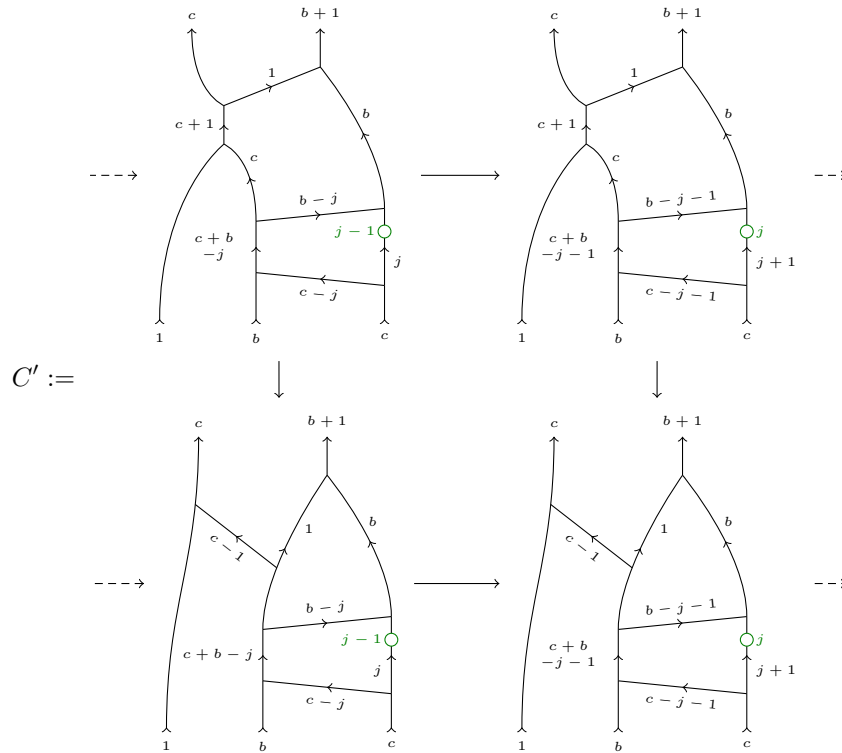 c b + 1 c b + 1
1 1
b b
c + 1 c + 1
c c
b − j b − j − 1
j − 1 j
c + b c + b
−j −j − 1
j j + 1
c − j c − j − 1
1 b c 1 b c
C′ :=
c b + 1 c b + 1
1 b 1 b
c − 1 c − 1
b − j b − j − 1
j − 1 j
c + b − j c + b
−j − 1
j j + 1
c − j c − j − 1
1 b c 1 b c